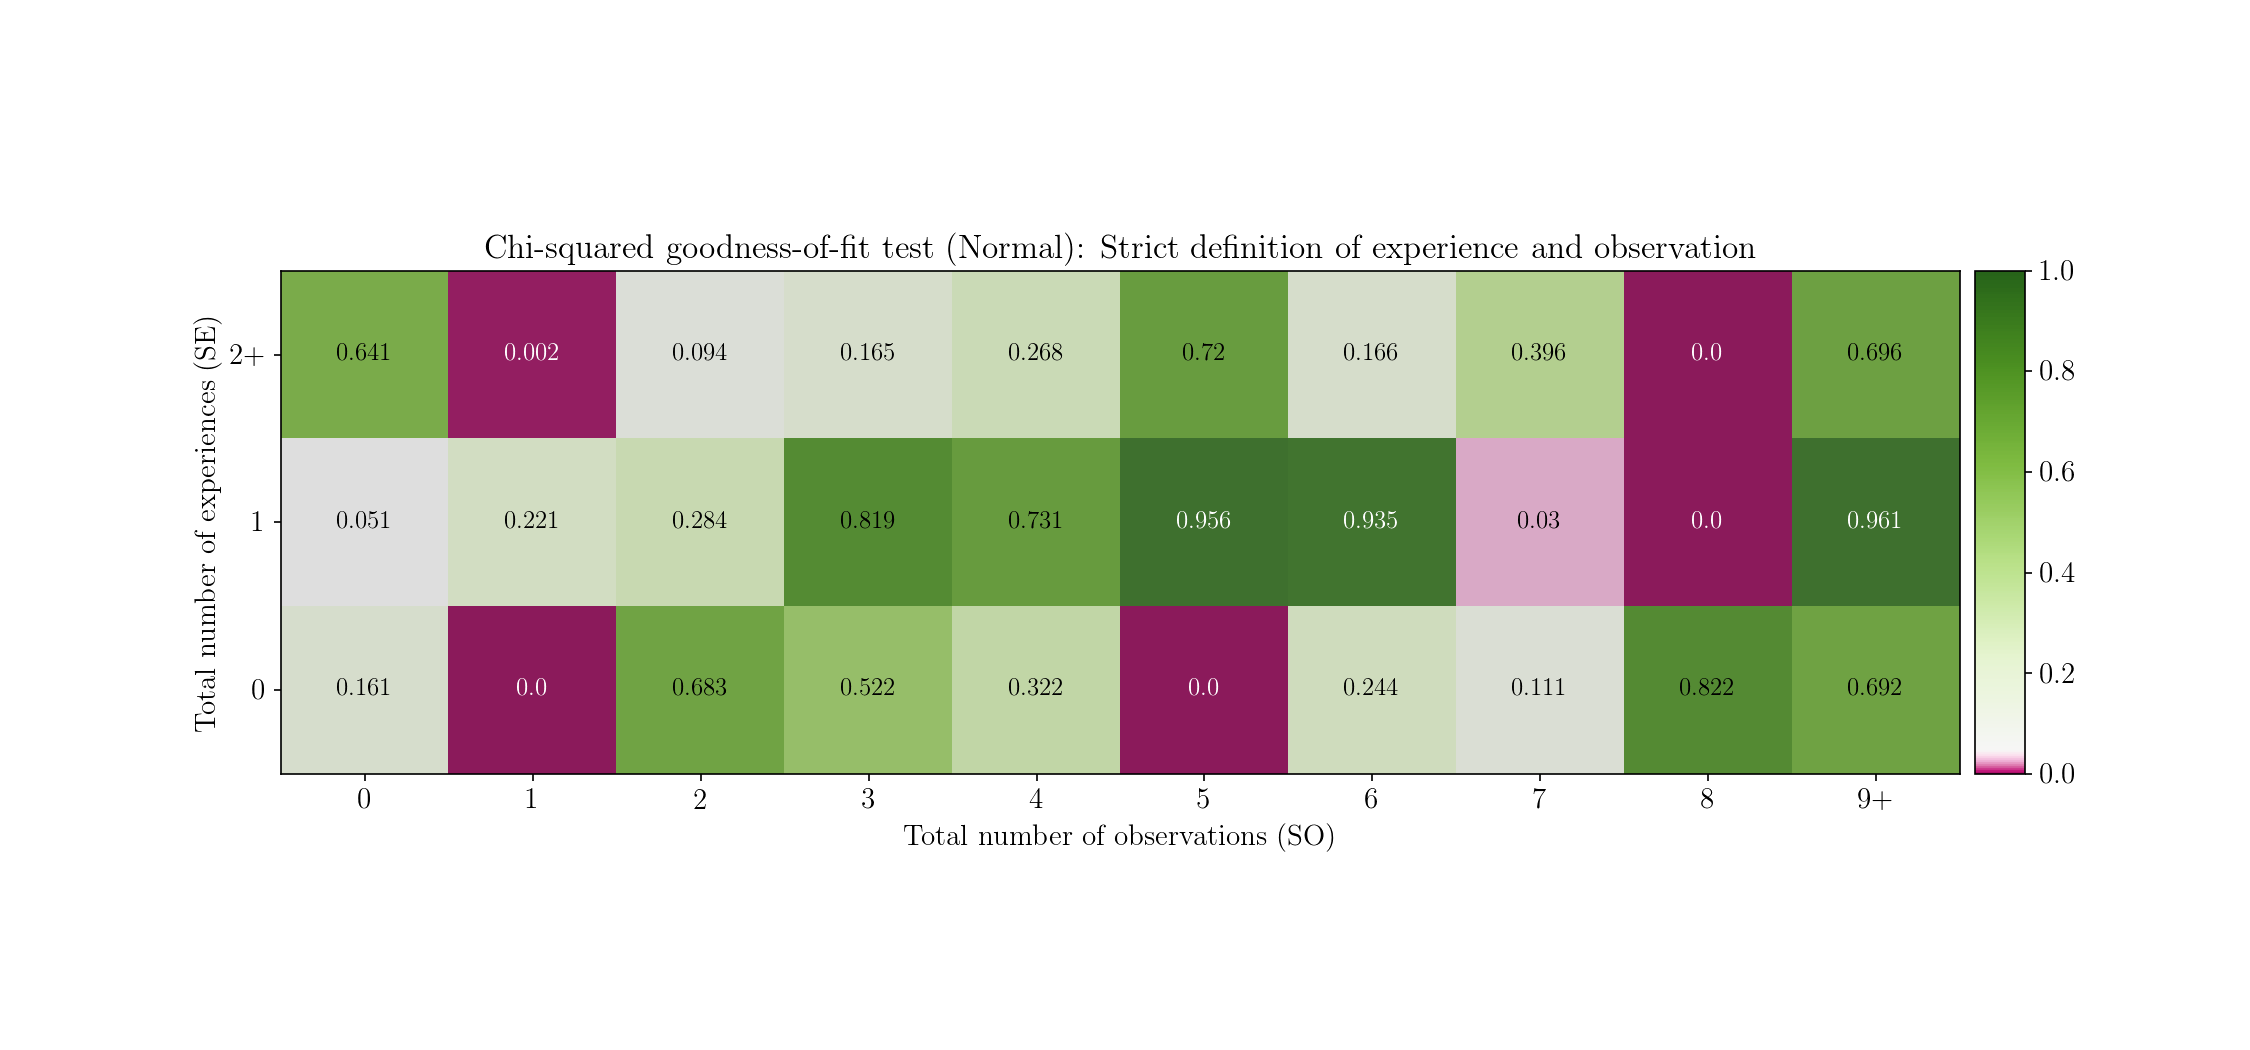 Chi-squared goodness-of-fit test (Normal): Strict definition of experience and observation
Total number of experiences (SE)
2+ 0.641 0.002 0.094 0.165 0.268 0.72 0.166 0.396 0.0 0.696
1 0.051 0.221 0.284 0.819 0.731 0.956 0.935 0.03 0.0 0.961
0 0.161 0.0 0.683 0.522 0.322 0.0 0.244 0.111 0.822 0.692
0 1 2 3 4 5 6 7 8 9+
Total number of observations (SO)
1.0
0.8
0.6
0.4
0.2
0.0